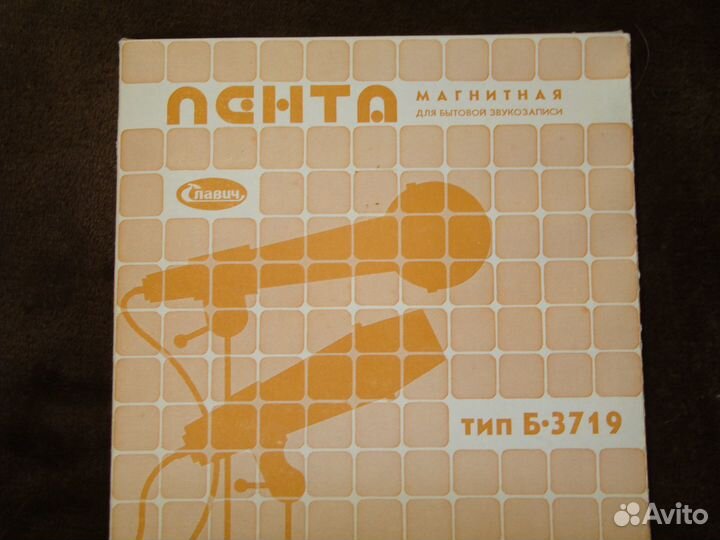 ЛЕНТА
МАГНИТНАЯ
ДЛЯ БЫТОВОЙ ЗВУКОЗАПИСИ
Славич
тип Б·3719
Avito